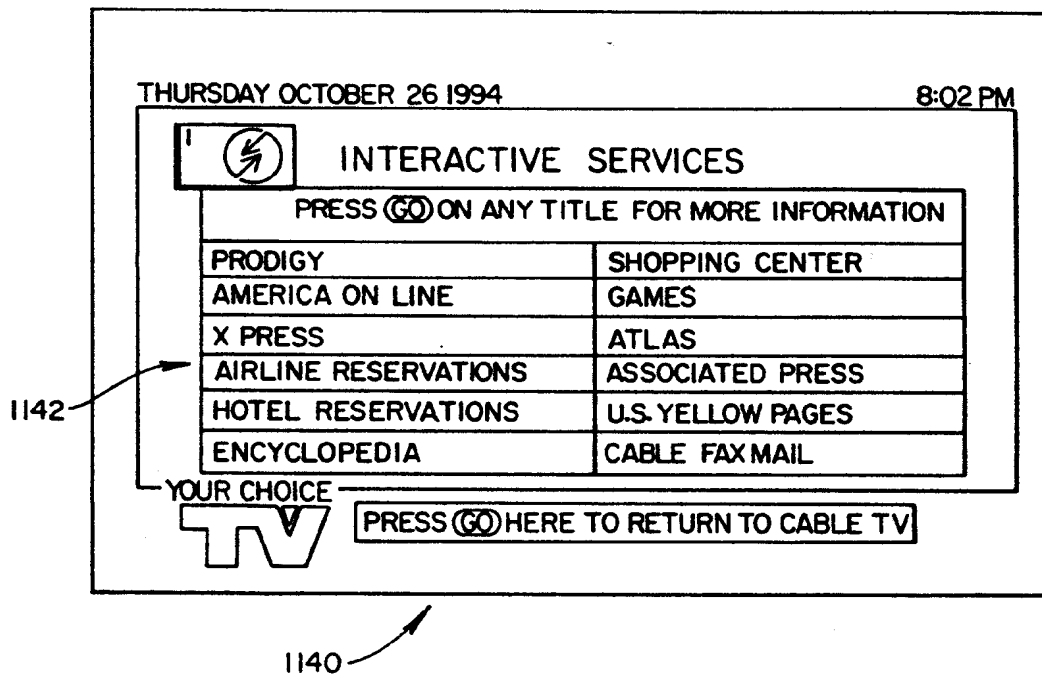 THURSDAY OCTOBER 26 1994 8:02 PM
1
INTERACTIVE SERVICES
PRESS GO ON ANY TITLE FOR MORE INFORMATION
PRODIGY SHOPPING CENTER
AMERICA ON LINE GAMES
X PRESS ATLAS
AIRLINE RESERVATIONS ASSOCIATED PRESS
1142
HOTEL RESERVATIONS U.S. YELLOW PAGES
ENCYCLOPEDIA CABLE FAX MAIL
YOUR CHOICE
TV
PRESS GO HERE TO RETURN TO CABLE TV
1140